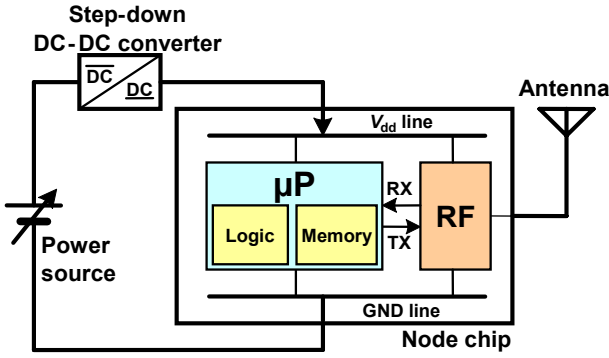 Step-down
DC-DC converter
DC
DC
Antenna
Vdd line
μP
RX
RF
Logic
Memory
TX
Power
source
GND line
Node chip